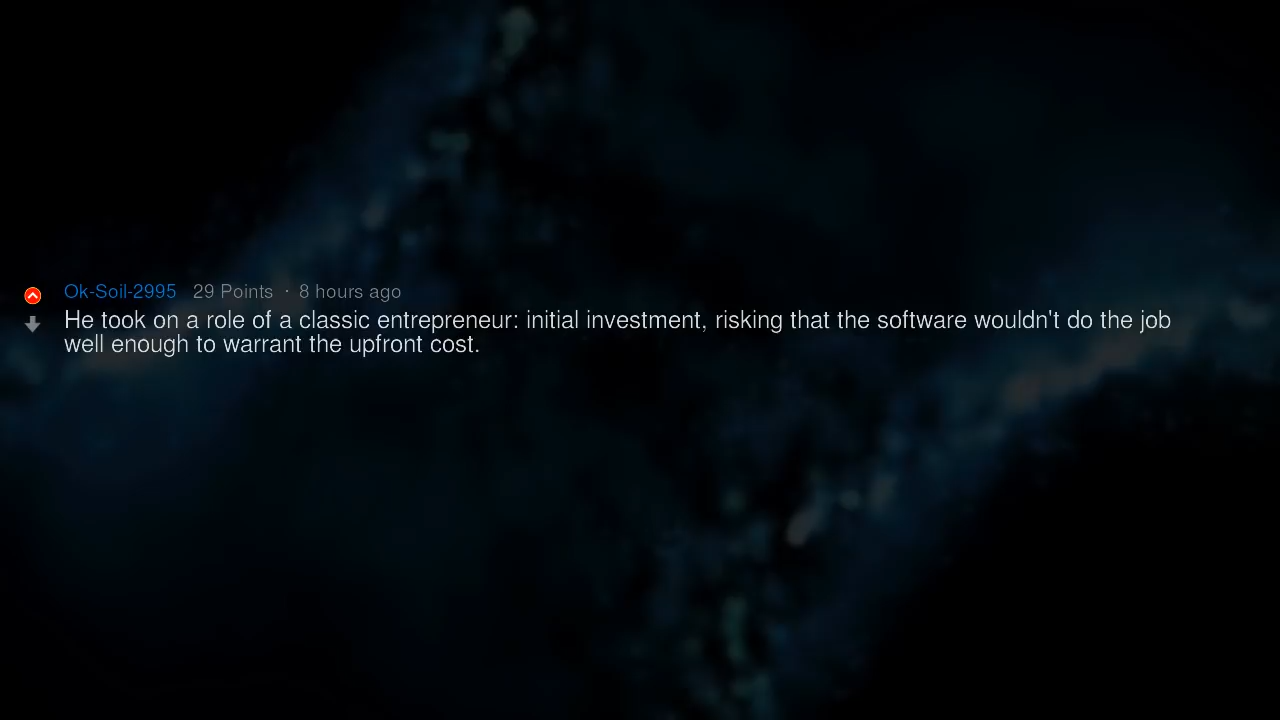 Ok-Soil-2995 29 Points · 8 hours ago
He took on a role of a classic entrepreneur: initial investment, risking that the software wouldn't do the job
well enough to warrant the upfront cost.